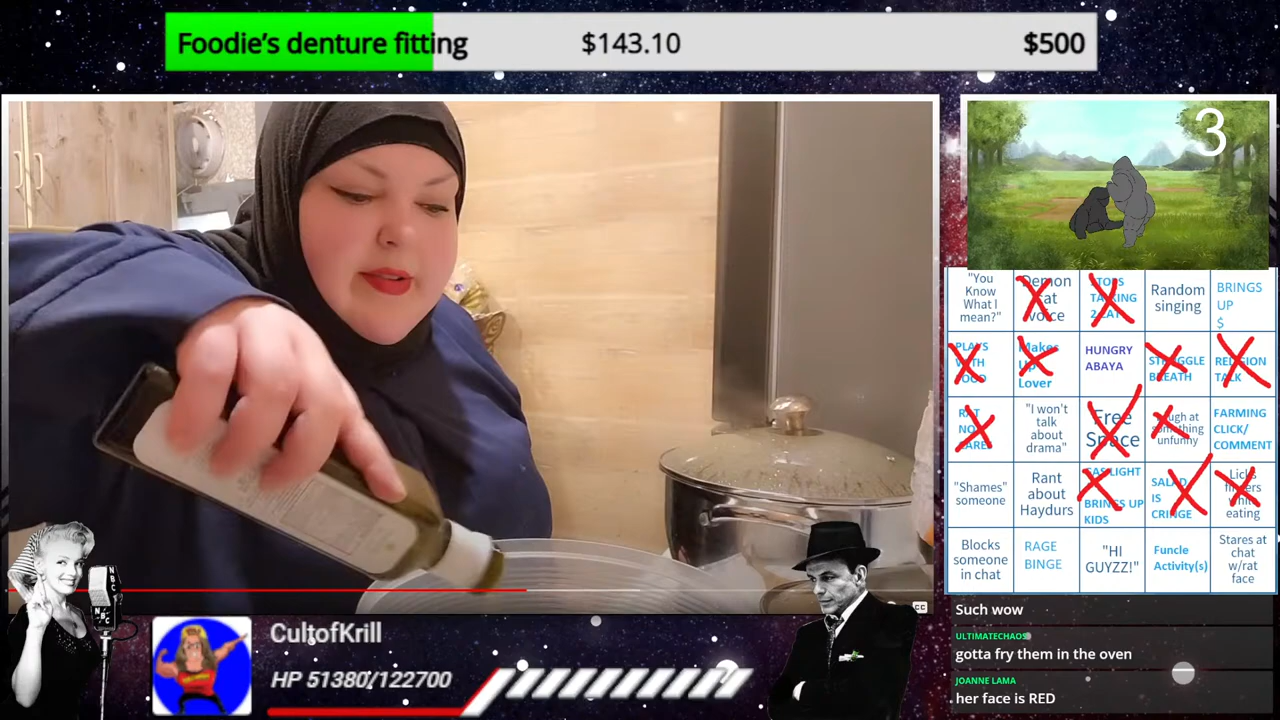 Foodie's denture fitting
$143.10
$500
3
"You
Know
What I
mean?"
Demon
cat
voice
STOPS
TALKING
2 EAT
Random
singing
BRINGS
UP
$
PLAYS
WITH
FOOD
Makes
Up
Lover
HUNGRY
ABAYA
STRUGGLE
BREATH
RELIGION
TALK
NOT
"I won't
talk
about
drama"
Free
Space
Laugh at
something
unfunny
FARMING
CLICK/
COMMENT
"Shames"
someone
Rant
about
Haydurs
GASLIGHT
BRINGS UP
KIDS
SALAD
IS
CRINGE
Licks
fingers
while
eating
Blocks
someone
in chat
RAGE
BINGE
"HI
GUYZZ!"
Funcle
Activity(s)
Stares at
chat
w/rat
face
NBC
NBC
CultofKrill
HP 51380/122700
CC
Such wow
ULTIMATECHAOS
gotta fry them in the oven
JOANNE LAMA
her face is RED